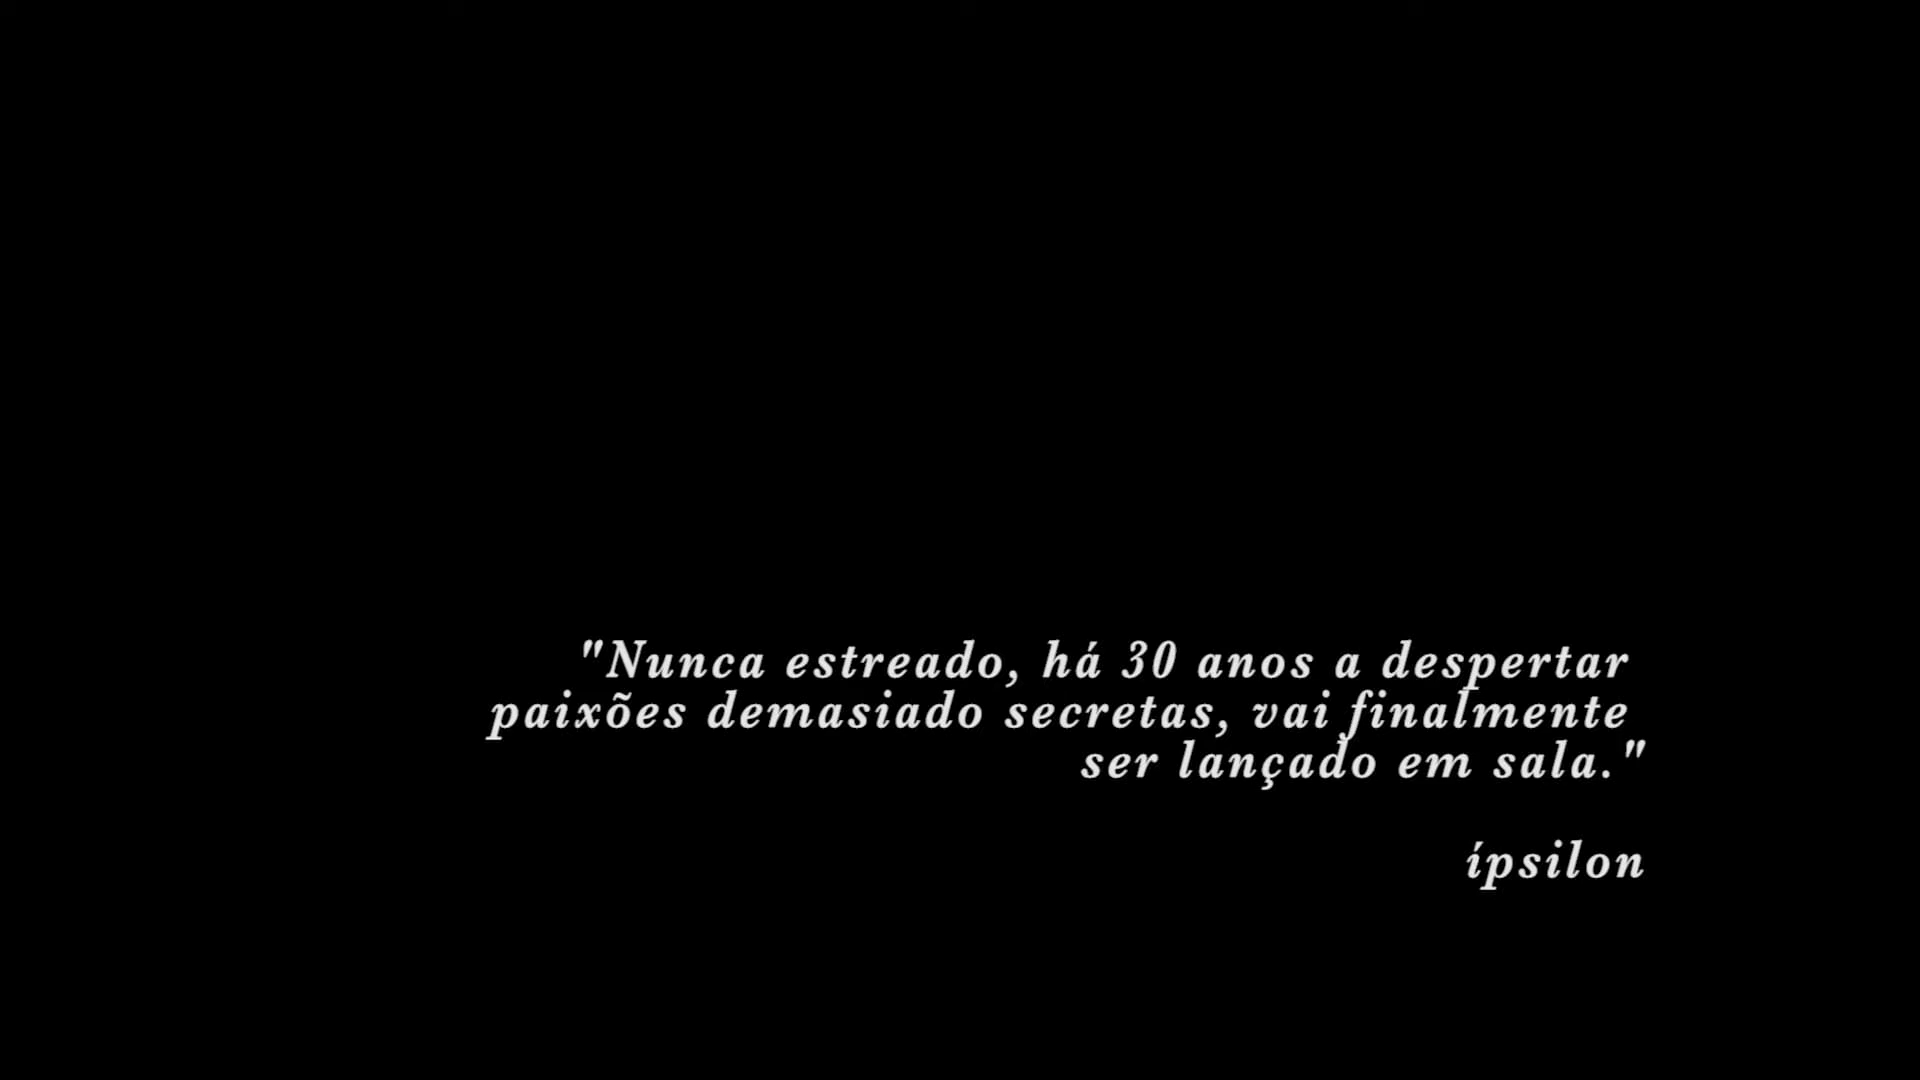 "Nunca estreado, há 30 anos a despertar
paixões demasiado secretas, vai finalmente
ser lançado em sala."
ípsilon